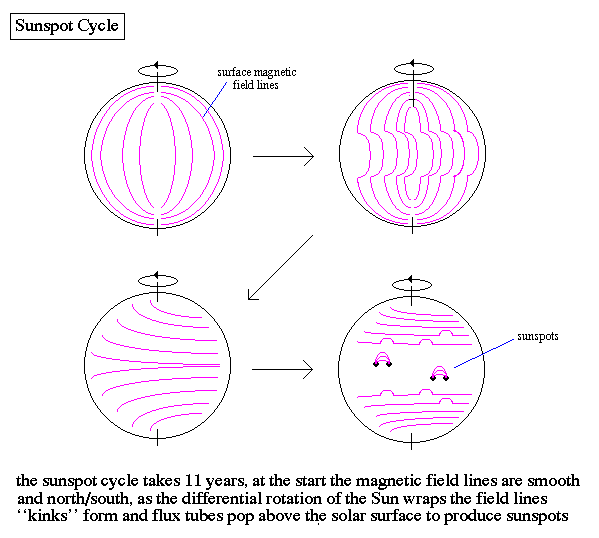 Sunspot Cycle
surface magnetic
field lines
sunspots
the sunspot cycle takes 11 years, at the start the magnetic field lines are smooth
and north/south, as the differential rotation of the Sun wraps the field lines
‘‘kinks’’ form and flux tubes pop above the solar surface to produce sunspots